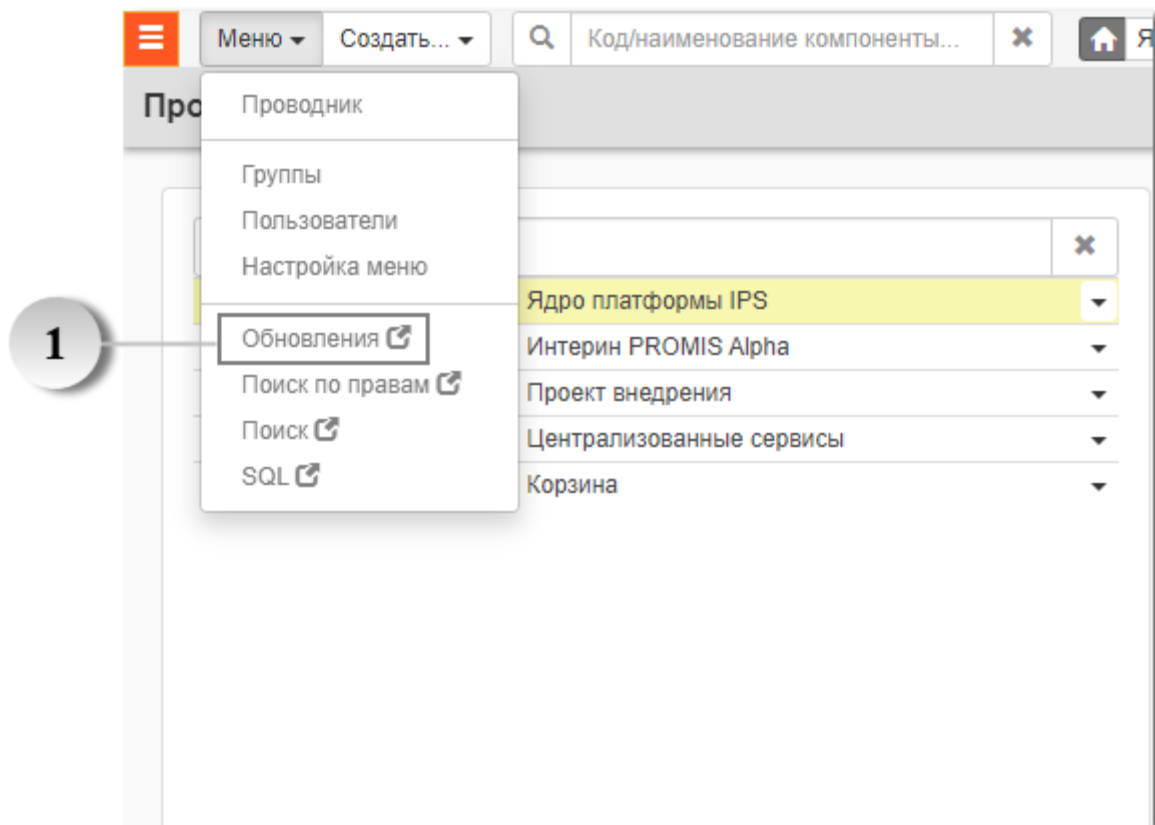 Меню Создать... Код/наименование компоненты... Я
Про
Проводник
Группы
Пользователи
Настройка меню
Обновления
Поиск по правам
Поиск
SQL
Ядро платформы IPS
Интерин PROMIS Alpha
Проект внедрения
Централизованные сервисы
Корзина
1